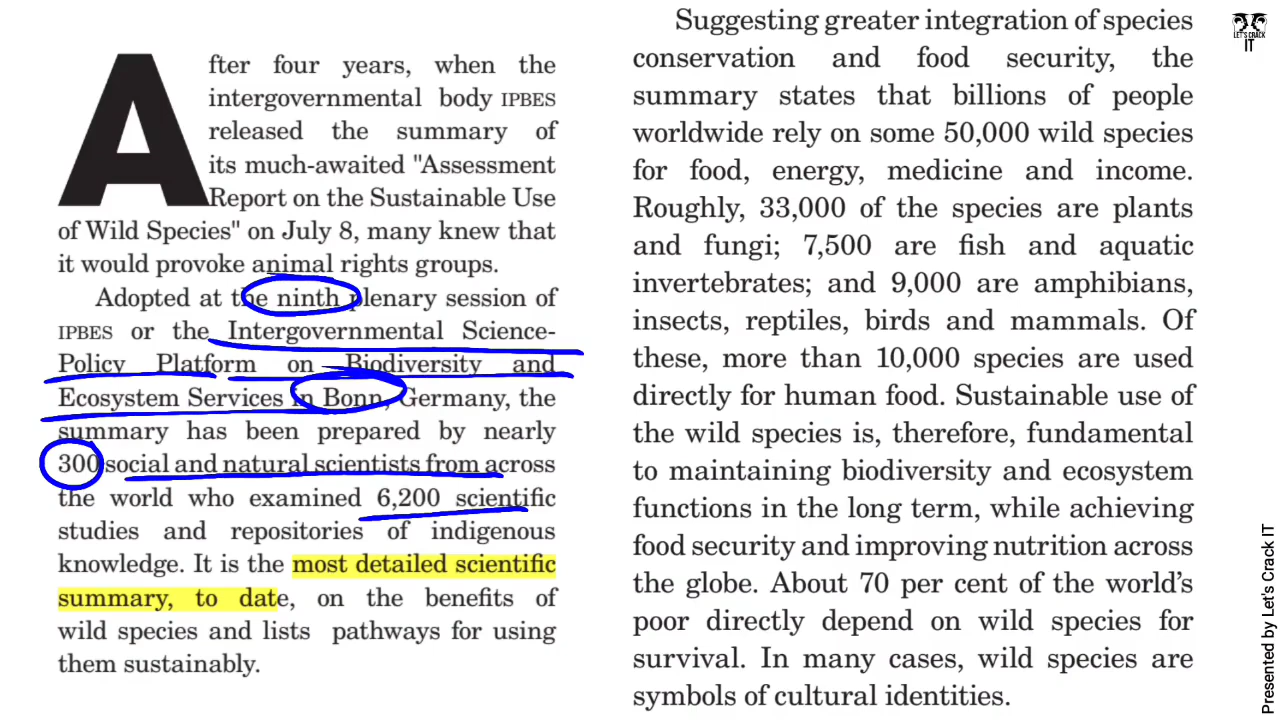 After four years, when the
intergovernmental body IPBES
released the summary of
its much-awaited "Assessment
Report on the Sustainable Use
of Wild Species" on July 8, many knew that
it would provoke animal rights groups.
Adopted at the ninth plenary session of
IPBES or the Intergovernmental Science-
Policy Platform on Biodiversity and
Ecosystem Services in Bonn, Germany, the
summary has been prepared by nearly
300 social and natural scientists from across
the world who examined 6,200 scientific
studies and repositories of indigenous
knowledge. It is the most detailed scientific
summary, to date, on the benefits of
wild species and lists pathways for using
them sustainably.
Suggesting greater integration of species
conservation and food security, the
summary states that billions of people
worldwide rely on some 50,000 wild species
for food, energy, medicine and income.
Roughly, 33,000 of the species are plants
and fungi; 7,500 are fish and aquatic
invertebrates; and 9,000 are amphibians,
insects, reptiles, birds and mammals. Of
these, more than 10,000 species are used
directly for human food. Sustainable use of
the wild species is, therefore, fundamental
to maintaining biodiversity and ecosystem
functions in the long term, while achieving
food security and improving nutrition across
the globe. About 70 per cent of the world's
poor directly depend on wild species for
survival. In many cases, wild species are
symbols of cultural identities.
LET'S CRACK
IT
Presented by Let's Crack IT